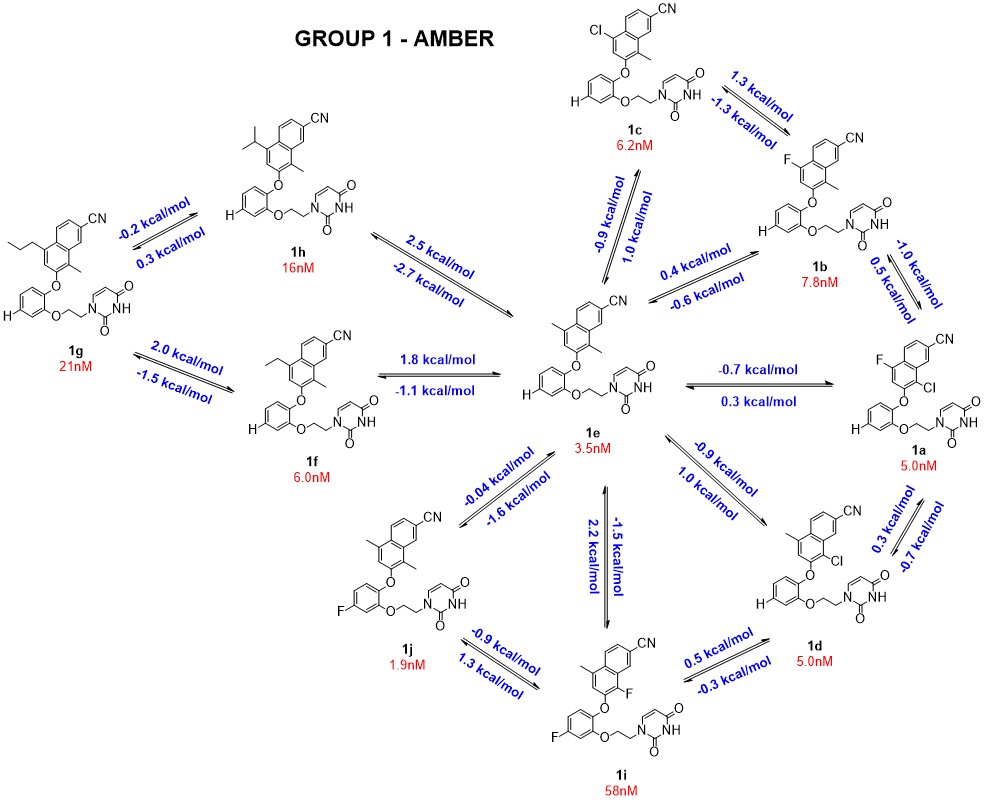 GROUP 1 - AMBER
CN
Cl
O
O
N
NH
O
O
H
1c
6.2nM
1.3 kcal/mol
-1.3 kcal/mol
CN
O
O
N
NH
O
O
H
1h
16nM
CN
F
O
O
N
NH
O
O
H
1b
7.8nM
-0.2 kcal/mol
0.3 kcal/mol
-0.9 kcal/mol
1.0 kcal/mol
CN
O
O
N
NH
O
O
H
1g
21nM
2.5 kcal/mol
-2.7 kcal/mol
0.4 kcal/mol
-0.6 kcal/mol
-1.0 kcal/mol
0.5 kcal/mol
2.0 kcal/mol
-1.5 kcal/mol
CN
O
O
N
NH
O
O
H
1f
6.0nM
1.8 kcal/mol
-1.1 kcal/mol
CN
O
O
N
NH
O
O
H
1e
3.5nM
-0.7 kcal/mol
0.3 kcal/mol
CN
F
Cl
O
O
N
NH
O
O
H
1a
5.0nM
-0.04 kcal/mol
-1.6 kcal/mol
-1.5 kcal/mol
2.2 kcal/mol
-0.9 kcal/mol
1.0 kcal/mol
0.3 kcal/mol
-0.7 kcal/mol
CN
O
O
N
NH
O
O
F
1j
1.9nM
CN
Cl
O
O
N
NH
O
O
H
1d
5.0nM
-0.9 kcal/mol
1.3 kcal/mol
0.5 kcal/mol
-0.3 kcal/mol
CN
F
O
O
N
NH
O
O
F
1i
58nM